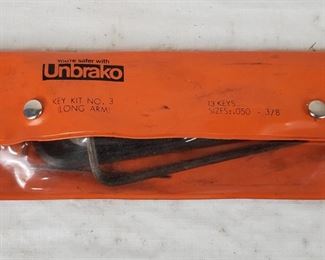 you're safer with
Unbrako
KEY KIT NO. 3
LONG ARM
13 KEYS
SIZES: .050 - 3/8